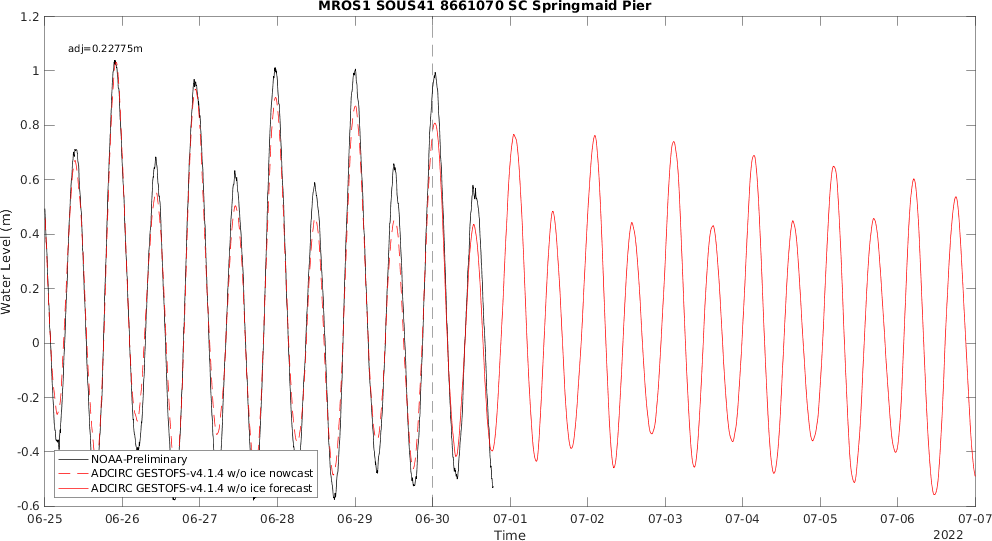 MROS1 SOUS41 8661070 SC Springmaid Pier
adj=0.22775m
1.2
1
0.8
0.6
0.4
0.2
0
-0.2
-0.4
-0.6
Water Level (m)
NOAA-Preliminary
ADCIRC GESTOFS-v4.1.4 w/o ice nowcast
ADCIRC GESTOFS-v4.1.4 w/o ice forecast
06-25 06-26 06-27 06-28 06-29 06-30 07-01 07-02 07-03 07-04 07-05 07-06 07-07
Time
2022